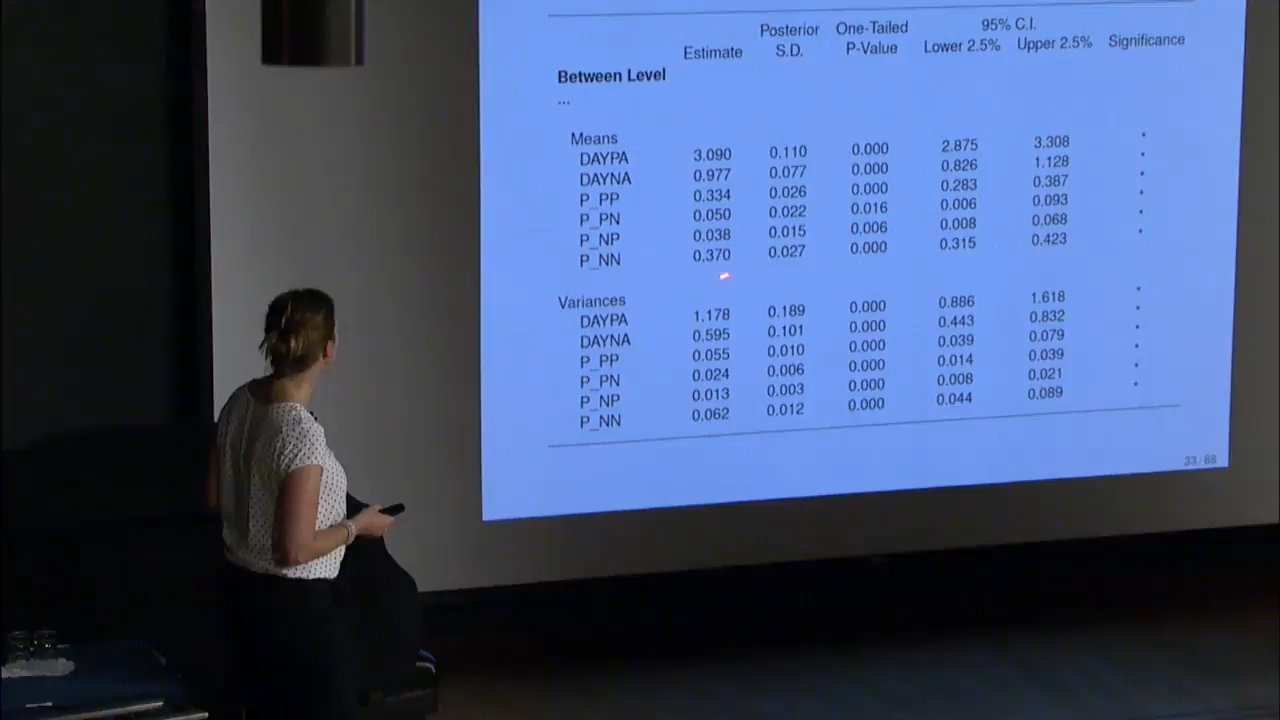 Posterior One-Tailed 95% C.I.
Estimate S.D. P-Value Lower 2.5% Upper 2.5% Significance
Between Level
...
Means
DAYPA 3.090 0.110 0.000 2.875 3.308 *
DAYNA 0.977 0.077 0.000 0.826 1.128 *
P_PP 0.334 0.026 0.000 0.283 0.387 *
P_PN 0.050 0.022 0.016 0.006 0.093 *
P_NP 0.038 0.015 0.006 0.008 0.068 *
P_NN 0.370 0.027 0.000 0.315 0.423 *
Variances
DAYPA 1.178 0.189 0.000 0.886 1.618 *
DAYNA 0.595 0.101 0.000 0.443 0.832 *
P_PP 0.055 0.010 0.000 0.039 0.079 *
P_PN 0.024 0.006 0.000 0.014 0.039 *
P_NP 0.013 0.003 0.000 0.008 0.021 *
P_NN 0.062 0.012 0.000 0.044 0.089 *
33 / 68